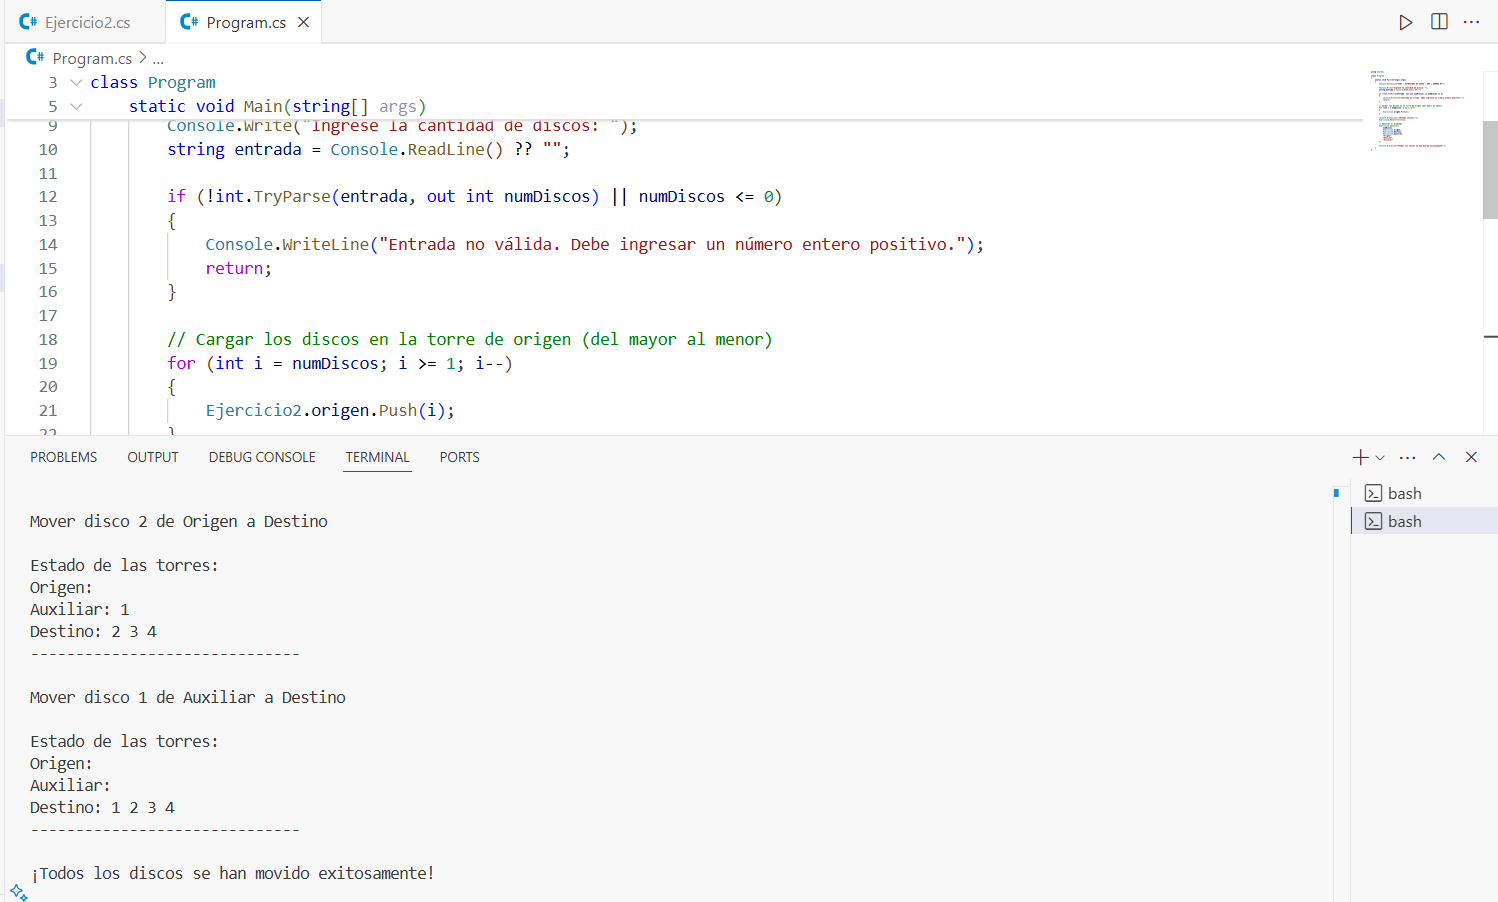 Ejercicio2.cs
Program.cs
Program.cs > ...
3 class Program
5 static void Main(string[] args)
9 Console.Write("Ingrese la cantidad de discos: ");
10 string entrada = Console.ReadLine() ?? "";
11
12 if (!int.TryParse(entrada, out int numDiscos) || numDiscos <= 0)
13 {
14 Console.WriteLine("Entrada no válida. Debe ingresar un número entero positivo.");
15 return;
16 }
17
18 // Cargar los discos en la torre de origen (del mayor al menor)
19 for (int i = numDiscos; i >= 1; i--)
20 {
21 Ejercicio2.origen.Push(i);
22 }
PROBLEMS OUTPUT DEBUG CONSOLE TERMINAL PORTS
bash
bash
Mover disco 2 de Origen a Destino
Estado de las torres:
Origen:
Auxiliar: 1
Destino: 2 3 4
------------------------------
Mover disco 1 de Auxiliar a Destino
Estado de las torres:
Origen:
Auxiliar:
Destino: 1 2 3 4
------------------------------
¡Todos los discos se han movido exitosamente!